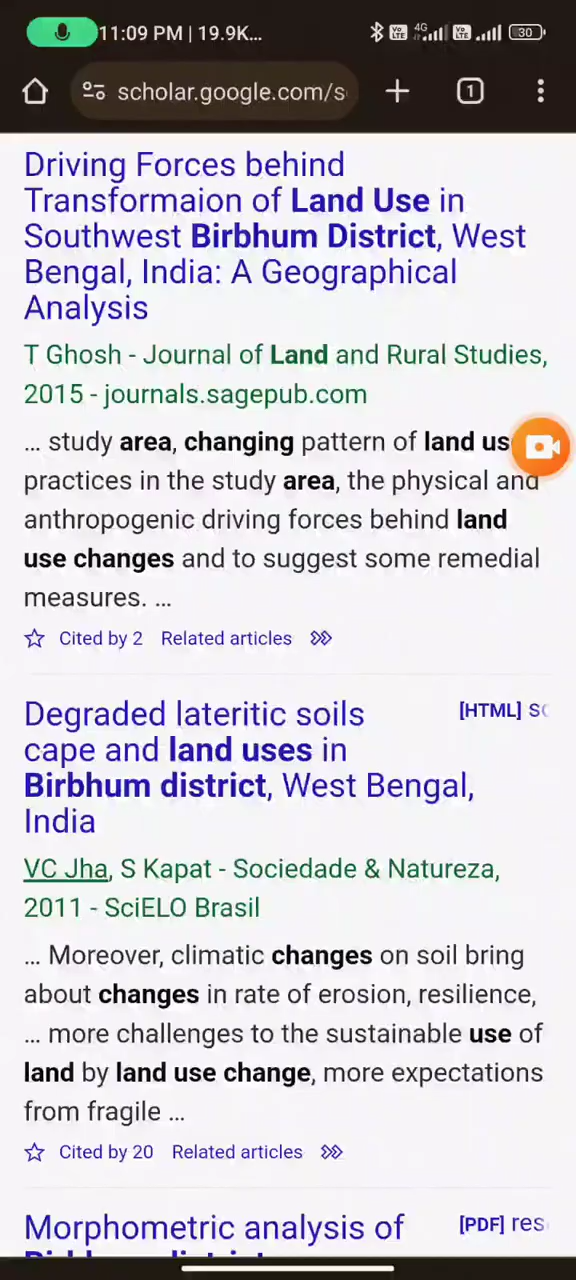 11:09 PM | 19.9K...
4G
30
scholar.google.com/s
1
Driving Forces behind
Transformaion of Land Use in
Southwest Birbhum District, West
Bengal, India: A Geographical
Analysis
T Ghosh - Journal of Land and Rural Studies,
2015 - journals.sagepub.com
... study area, changing pattern of land us
practices in the study area, the physical and
anthropogenic driving forces behind land
use changes and to suggest some remedial
measures. ...
Cited by 2 Related articles
Degraded lateritic soils
[HTML] sc
cape and land uses in
Birbhum district, West Bengal,
India
VC Jha, S Kapat - Sociedade & Natureza,
2011 - SciELO Brasil
... Moreover, climatic changes on soil bring
about changes in rate of erosion, resilience,
... more challenges to the sustainable use of
land by land use change, more expectations
from fragile ...
Cited by 20 Related articles
Morphometric analysis of
[PDF] res